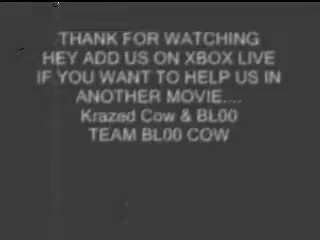 THANK FOR WATCHING
HEY ADD US ON XBOX LIVE
IF YOU WANT TO HELP US IN
ANOTHER MOVIE....
Krazed Cow & BL00
TEAM BL00 COW